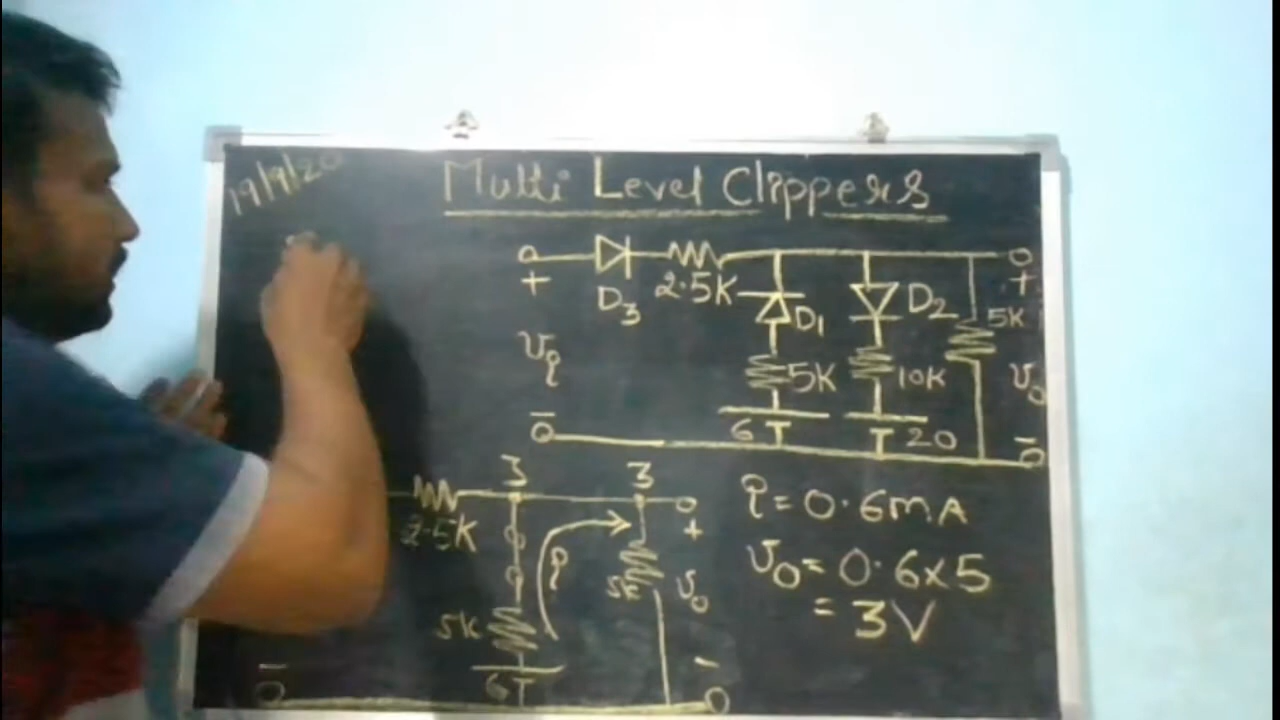 19/9/20
Multi Level Clippers
+ D3 2.5K D1 D2 5K +
vi 5K 10K vo
- 6 20 -
3 3
2.5K i 5K + vo
5K
6
- -
i = 0.6mA
vo = 0.6x5
= 3V